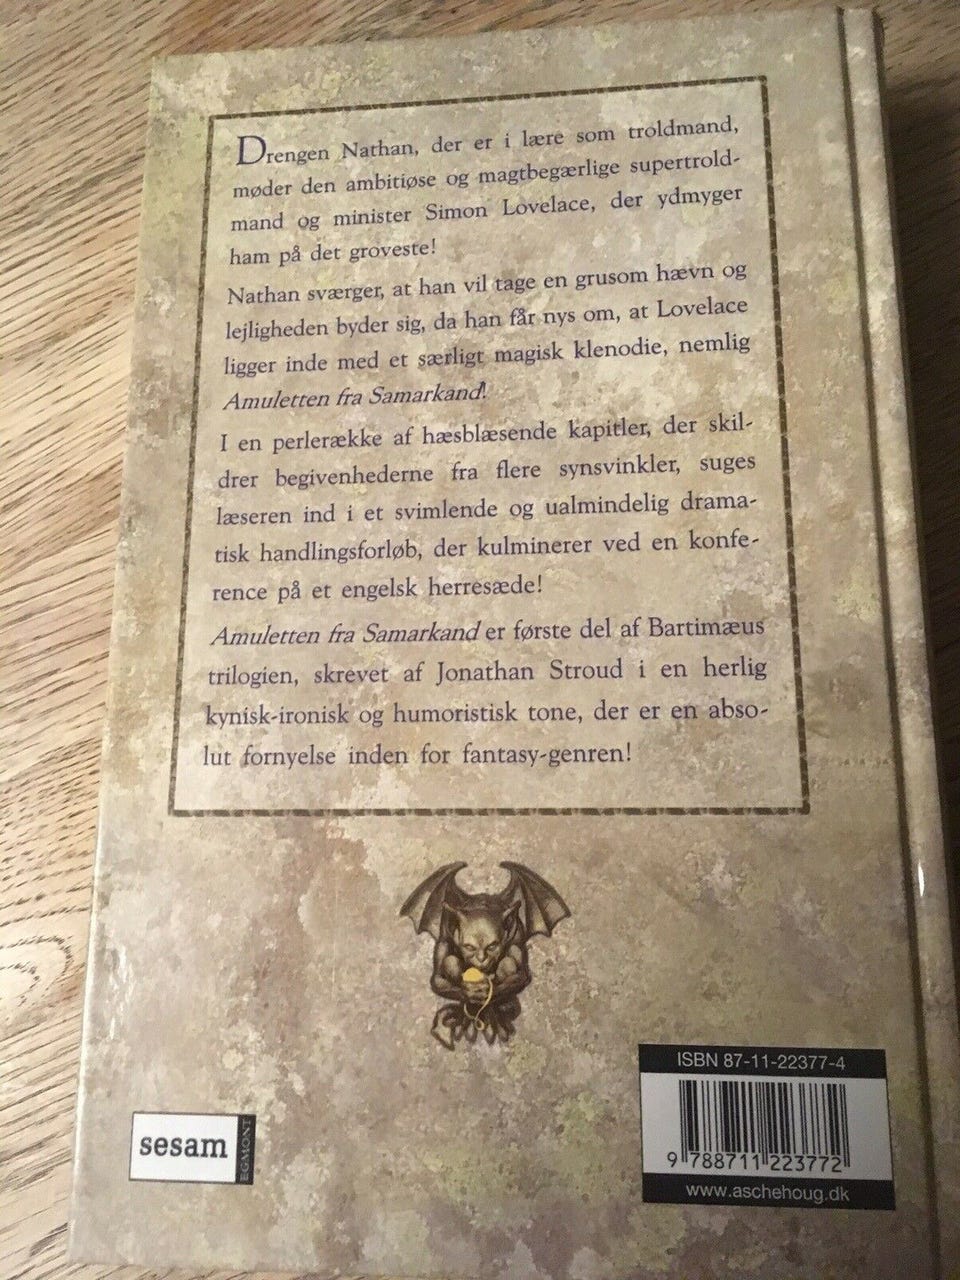 Drengen Nathan, der er i lære som troldmand,
møder den ambitiøse og magtbegærlige supertrold-
mand og minister Simon Lovelace, der ydmyger
ham på det groveste!
Nathan sværger, at han vil tage en grusom hævn og
lejligheden byder sig, da han får nys om, at Lovelace
ligger inde med et særligt magisk klenodie, nemlig
Amuletten fra Samarkand!
I en perlerække af hæsblæsende kapitler, der skil-
drer begivenhederne fra flere synsvinkler, suges
læseren ind i et svimlende og ualmindelig drama-
tisk handlingsforløb, der kulminerer ved en konfe-
rence på et engelsk herresæde!
Amuletten fra Samarkand er første del af Bartimæus
trilogien, skrevet af Jonathan Stroud i en herlig
kynisk-ironisk og humoristisk tone, der er en abso-
lut fornyelse inden for fantasy-genren!
sesam
EGMONT
ISBN 87-11-22377-4
9 788711 223772
www.aschehoug.dk